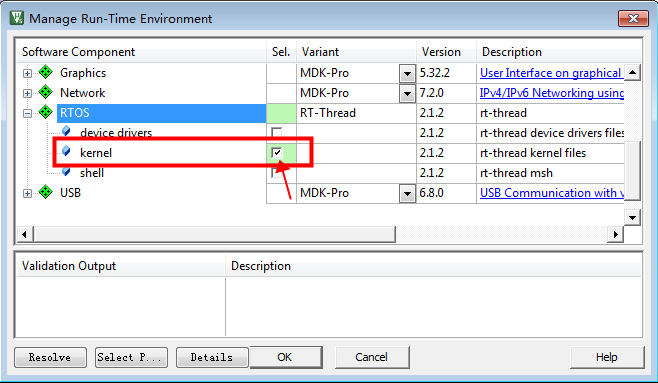 Manage Run-Time Environment
Software Component Sel. Variant Version Description
Graphics MDK-Pro 5.32.2 User Interface on graphical
Network MDK-Pro 7.2.0 IPv4/IPv6 Networking using
RTOS RT-Thread 2.1.2 rt-thread
device drivers 2.1.2 rt-thread device drivers files
kernel 2.1.2 rt-thread kernel files
shell 2.1.2 rt-thread msh
USB MDK-Pro 6.8.0 USB Communication with v
Validation Output Description
Resolve Select P... Details OK Cancel Help